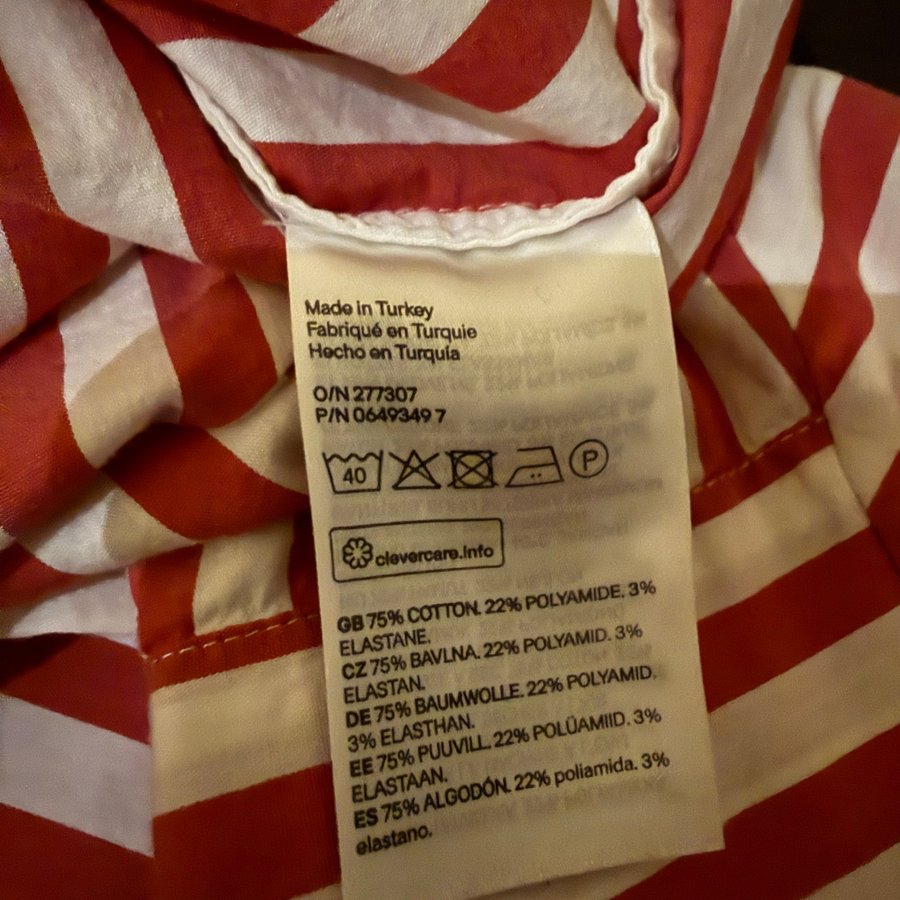 Made in Turkey
Fabriqué en Turquie
Hecho en Turquía
O/N 277307
P/N 0649349 7
40 P
clevercare.info
GB 75% COTTON. 22% POLYAMIDE. 3%
ELASTANE.
CZ 75% BAVLNA. 22% POLYAMID. 3%
ELASTAN.
DE 75% BAUMWOLLE. 22% POLYAMID.
3% ELASTHAN.
EE 75% PUUVILL. 22% POLÜAMIID. 3%
ELASTAAN.
ES 75% ALGODÓN. 22% poliamida. 3%
elastano.